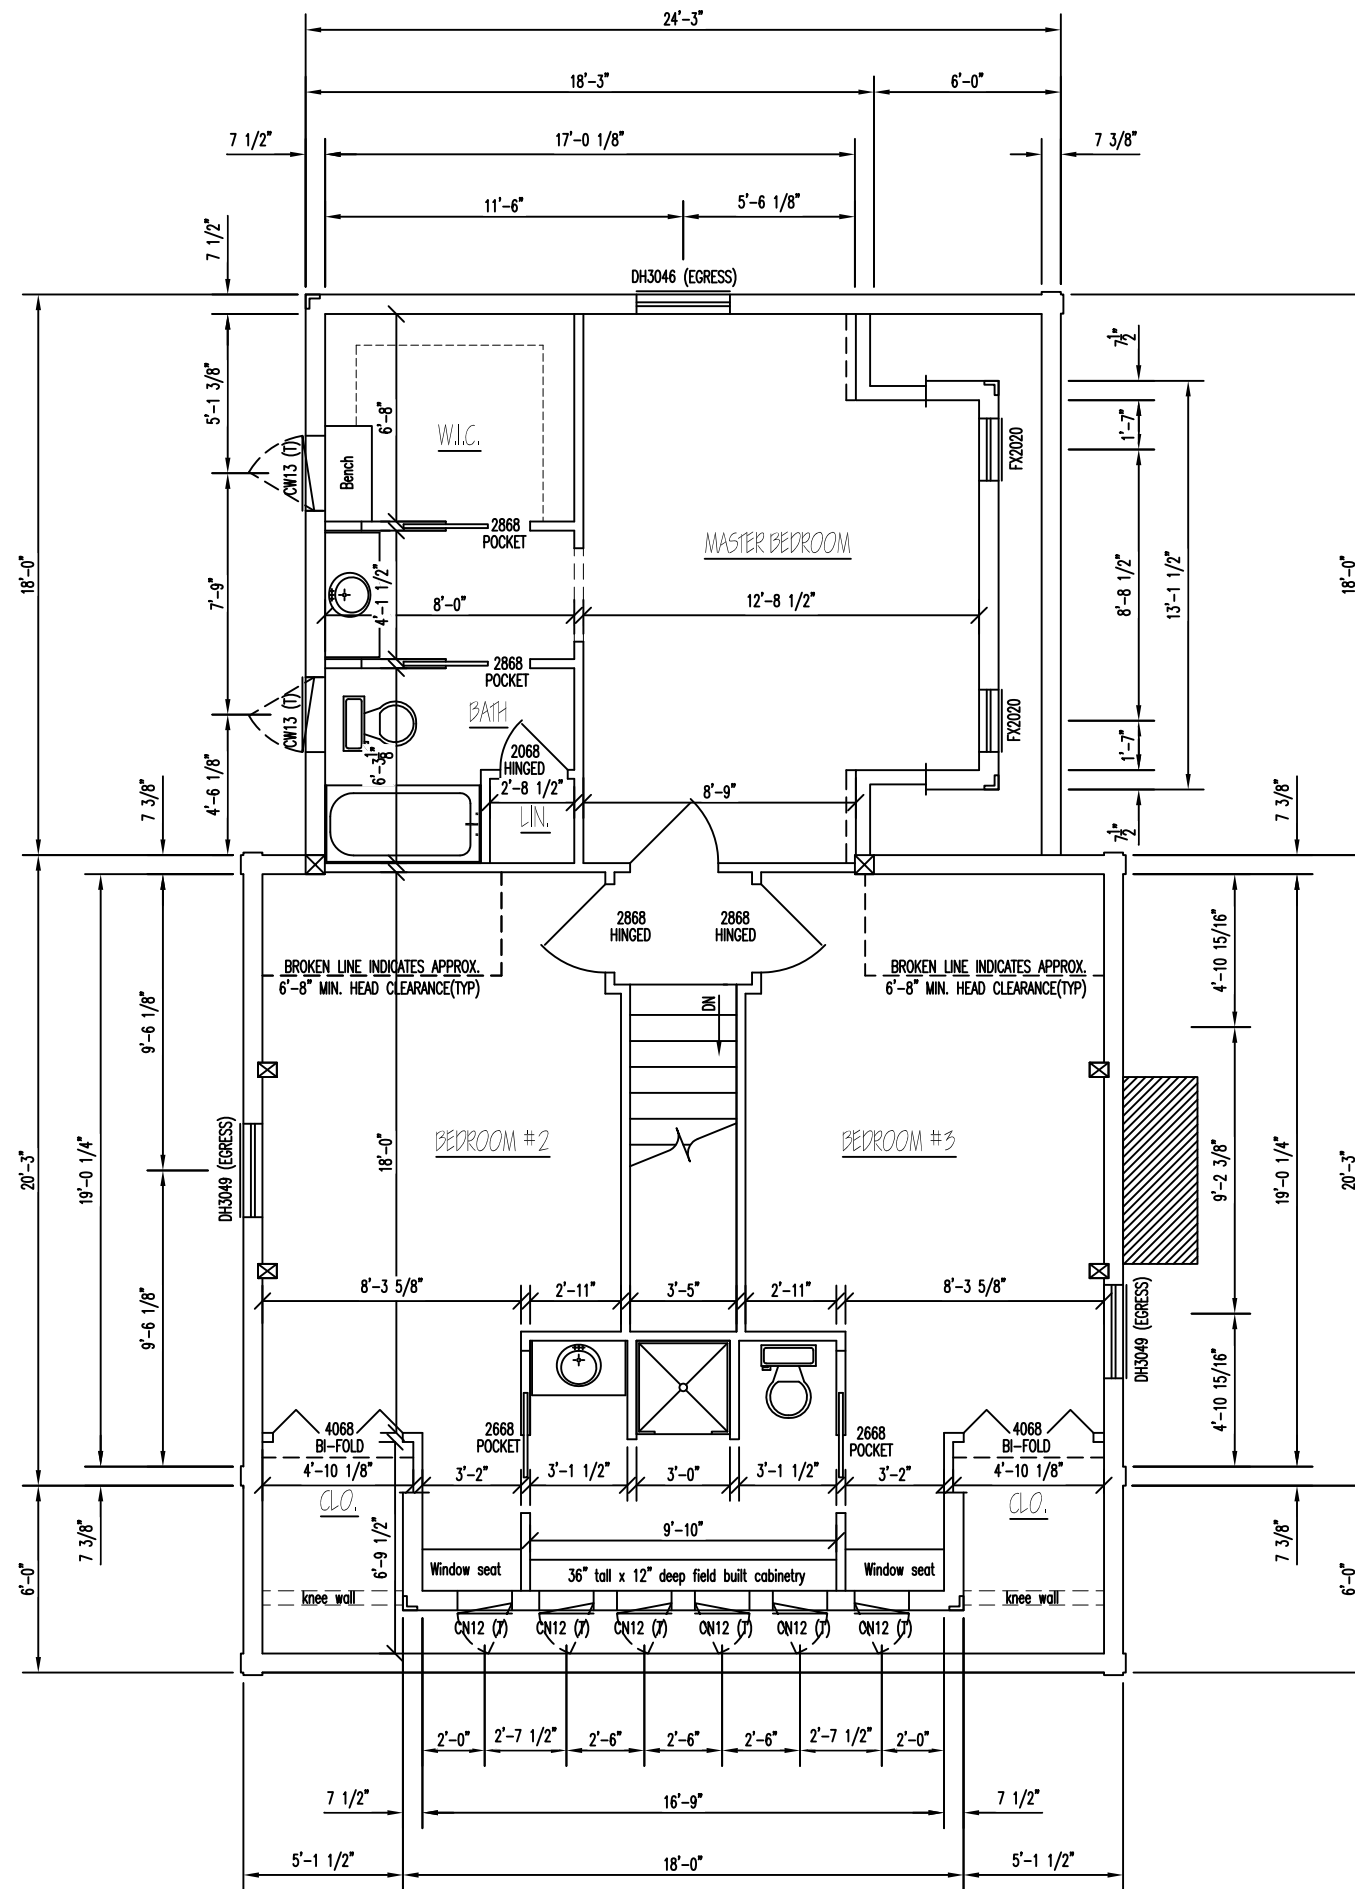 24'-3"
18'-3"
6'-0"
7 1/2"
17'-0 1/8"
7 3/8"
11'-6"
5'-6 1/8"
7 1/2"
DH3046 (EGRESS)
7 1/2"
5'-1 3/8"
6'-8"
W.I.C.
1'-7"
CW13 (T)
Bench
FX2020
2868
POCKET
MASTER BEDROOM
18'-0"
7'-9"
4'-1 1/2"
8'-0"
12'-8 1/2"
8'-8 1/2"
13'-1 1/2"
18'-0"
2868
POCKET
CW13 (T)
BATH
FX2020
6'-3 1/8"
2068
HINGED
1'-7"
4'-6 1/8"
7 3/8"
2'-8 1/2"
8'-9"
LIN.
7 1/2"
7 3/8"
2868
HINGED
2868
HINGED
BROKEN LINE INDICATES APPROX.
6'-8" MIN. HEAD CLEARANCE(TYP)
BROKEN LINE INDICATES APPROX.
6'-8" MIN. HEAD CLEARANCE(TYP)
4'-10 15/16"
DN
9'-6 1/8"
20'-3"
19'-0 1/4"
DH3049 (EGRESS)
BEDROOM #2
18'-0"
BEDROOM #3
9'-2 3/8"
19'-0 1/4"
20'-3"
9'-6 1/8"
8'-3 5/8"
2'-11"
3'-5"
2'-11"
8'-3 5/8"
DH3049 (EGRESS)
4'-10 15/16"
4068
BI-FOLD
2668
POCKET
2668
POCKET
4068
BI-FOLD
4'-10 1/8"
3'-2"
3'-1 1/2"
3'-0"
3'-1 1/2"
3'-2"
4'-10 1/8"
CLO.
CLO.
7 3/8"
6'-9 1/2"
9'-10"
7 3/8"
6'-0"
Window seat
36" tall x 12" deep field built cabinetry
Window seat
6'-0"
knee wall
knee wall
CN12 (T)
CN12 (T)
CN12 (T)
CN12 (T)
CN12 (T)
CN12 (T)
2'-0"
2'-7 1/2"
2'-6"
2'-6"
2'-6"
2'-7 1/2"
2'-0"
7 1/2"
16'-9"
7 1/2"
5'-1 1/2"
18'-0"
5'-1 1/2"